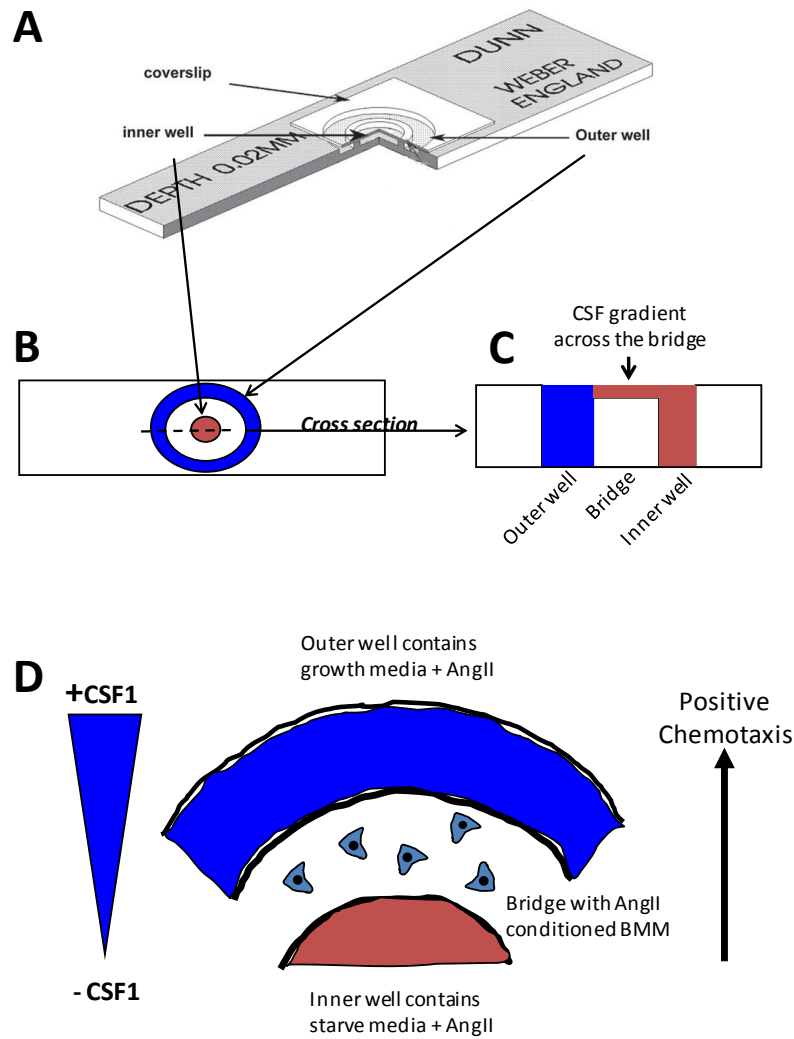 A
coverslip
inner well
Outer well
DUNN
WEBER
ENGLAND
DEPTH 0.02MM
B
Cross section
C
CSF gradient
across the bridge
Outer well
Bridge
Inner well
D
+CSF1
- CSF1
Outer well contains
growth media + AngII
Positive
Chemotaxis
Bridge with AngII
conditioned BMM
Inner well contains
starve media + AngII